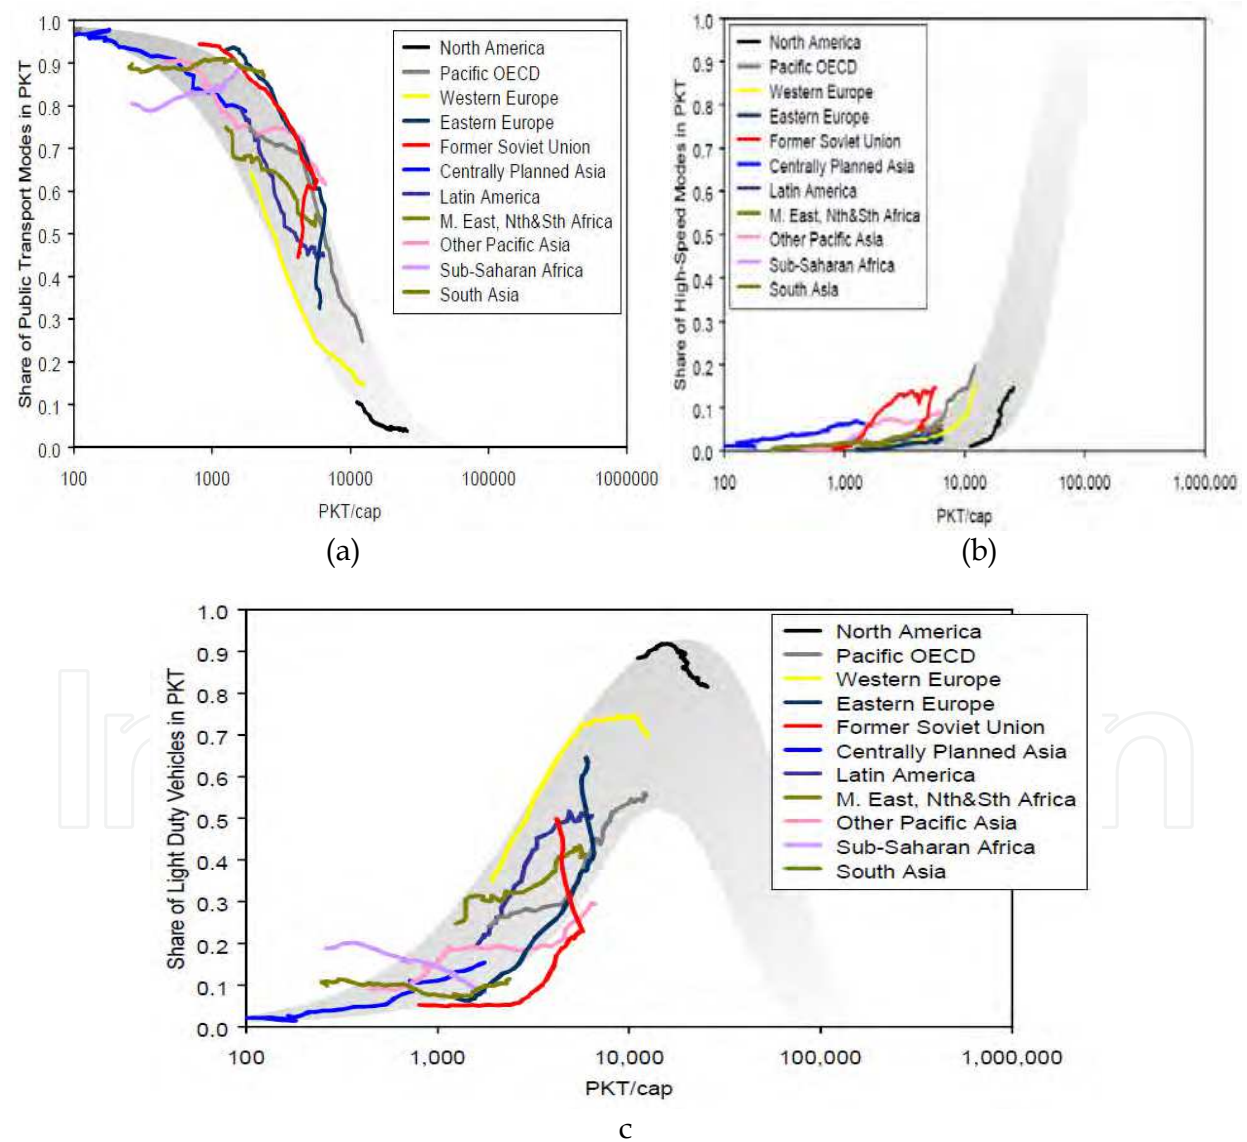 Share of Public Transport Modes in PKT
1.0
0.9
0.8
0.7
0.6
0.5
0.4
0.3
0.2
0.1
0.0
North America
Pacific OECD
Western Europe
Eastern Europe
Former Soviet Union
Centrally Planned Asia
Latin America
M. East, Nth&Sth Africa
Other Pacific Asia
Sub-Saharan Africa
South Asia
100 1000 10000 100000 1000000
PKT/cap
(a)
Share of High-Speed Modes in PKT
1.0
0.9
0.8
0.7
0.6
0.5
0.4
0.3
0.2
0.1
0.0
North America
Pacific OECD
Western Europe
Eastern Europe
Former Soviet Union
Centrally Planned Asia
Latin America
M. East, Nth&Sth Africa
Other Pacific Asia
Sub-Saharan Africa
South Asia
100 1,000 10,000 100,000 1,000,000
PKT/cap
(b)
Share of Light Duty Vehicles in PKT
1.0
0.9
0.8
0.7
0.6
0.5
0.4
0.3
0.2
0.1
0.0
North America
Pacific OECD
Western Europe
Eastern Europe
Former Soviet Union
Centrally Planned Asia
Latin America
M. East, Nth&Sth Africa
Other Pacific Asia
Sub-Saharan Africa
South Asia
100 1,000 10,000 100,000 1,000,000
PKT/cap
c